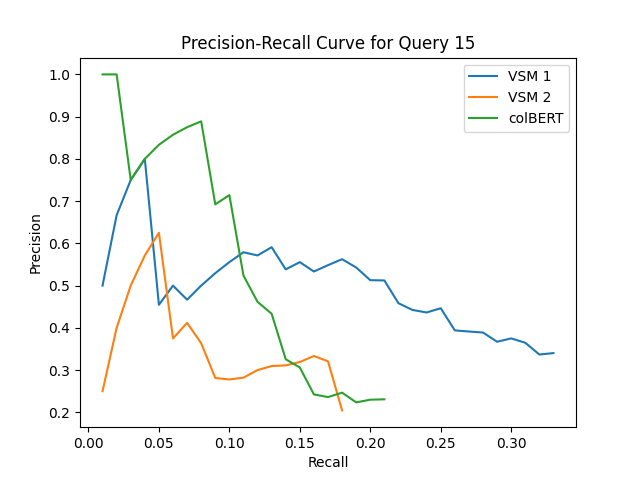 Precision-Recall Curve for Query 15
VSM 1
VSM 2
colBERT
1.0
0.9
0.8
0.7
0.6
0.5
0.4
0.3
0.2
Precision
0.00 0.05 0.10 0.15 0.20 0.25 0.30
Recall